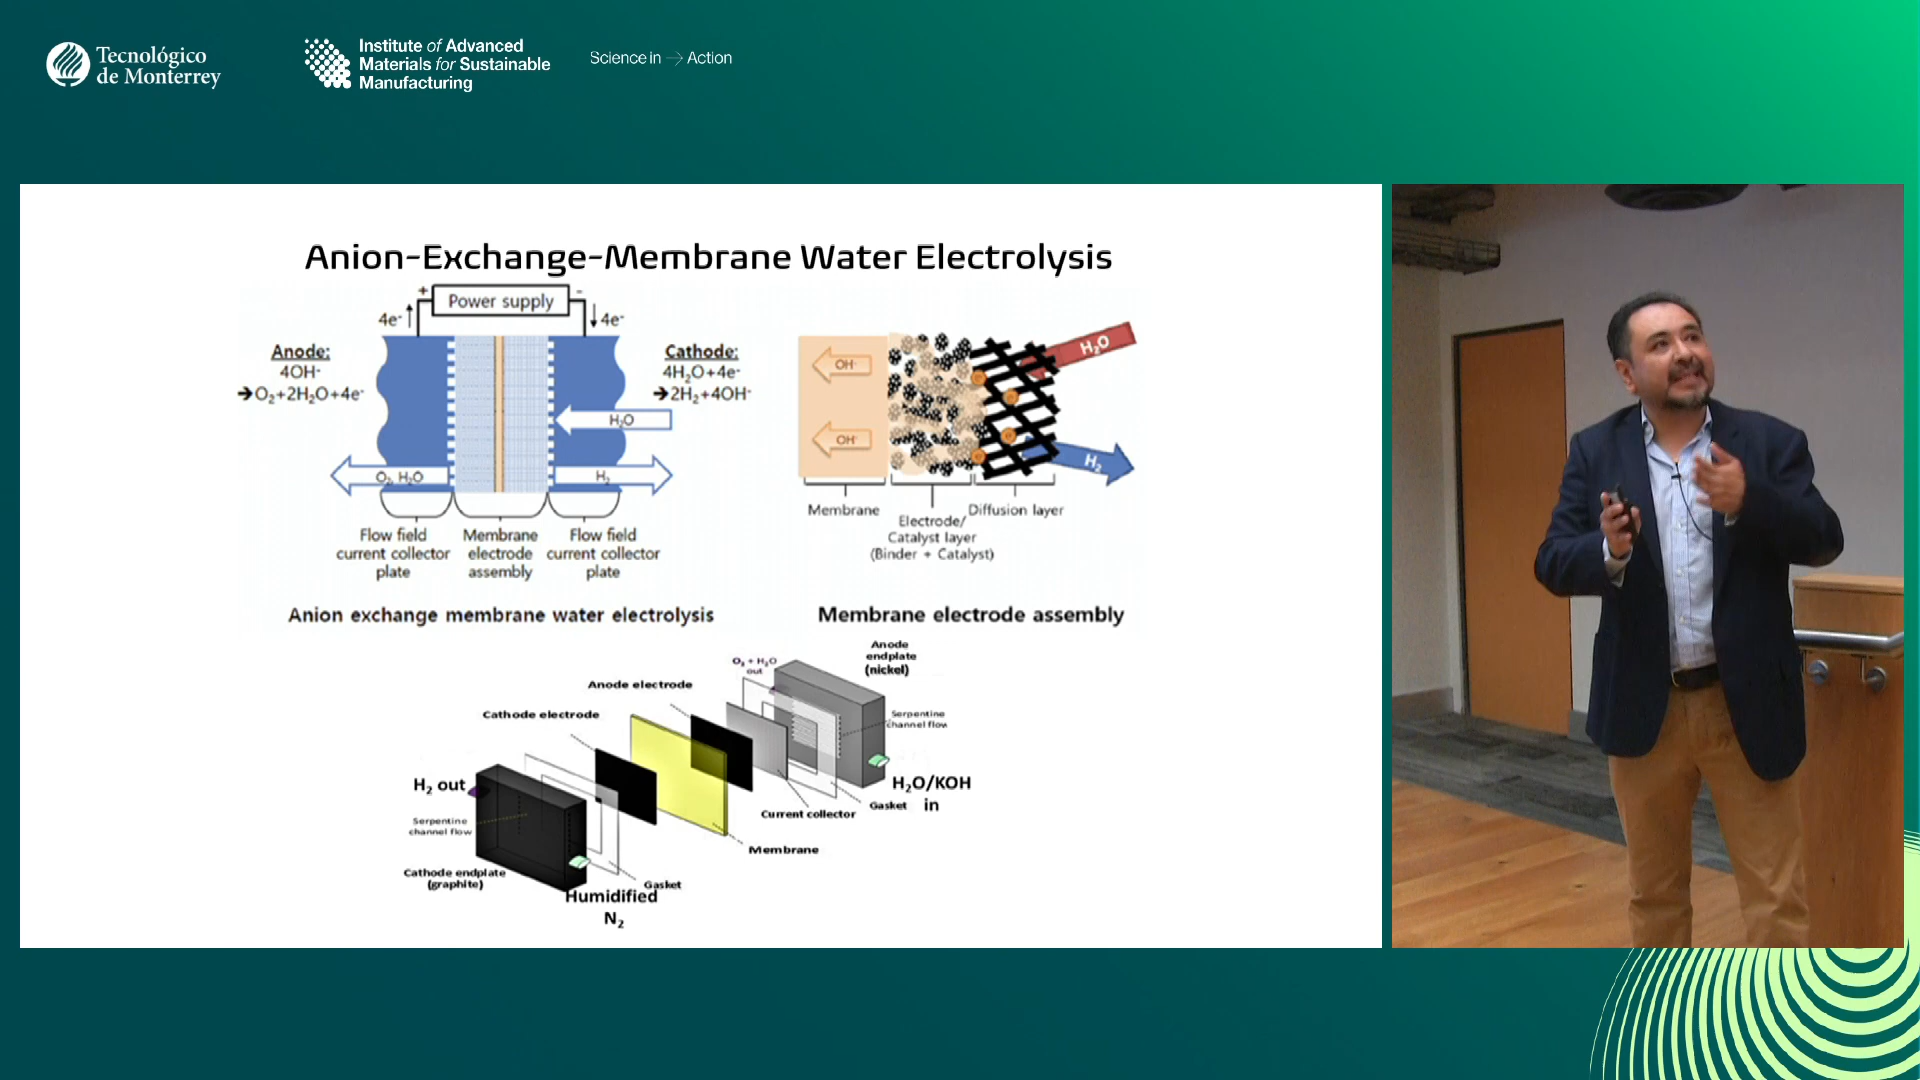 Tecnológico
de Monterrey
Institute of Advanced
Materials for Sustainable
Manufacturing
Science in → Action
Anion-Exchange-Membrane Water Electrolysis
+ Power supply -
4e-
4e-
Anode:
4OH-
➔O2+2H2O+4e-
Cathode:
4H2O+4e-
➔2H2+4OH-
H2O
O2, H2O
H2
Flow field
current collector
plate
Membrane
electrode
assembly
Flow field
current collector
plate
Anion exchange membrane water electrolysis
OH-
OH-
H2O
H2
Membrane
Electrode/
Catalyst layer
(Binder + Catalyst)
Diffusion layer
Membrane electrode assembly
Anode
endplate
(nickel)
O2 + H2O
out
Anode electrode
Cathode electrode
Serpentine
channel flow
H2 out
H2O/KOH
in
Gasket
Current collector
Serpentine
channel flow
Membrane
Cathode endplate
(graphite)
Gasket
Humidified
N2